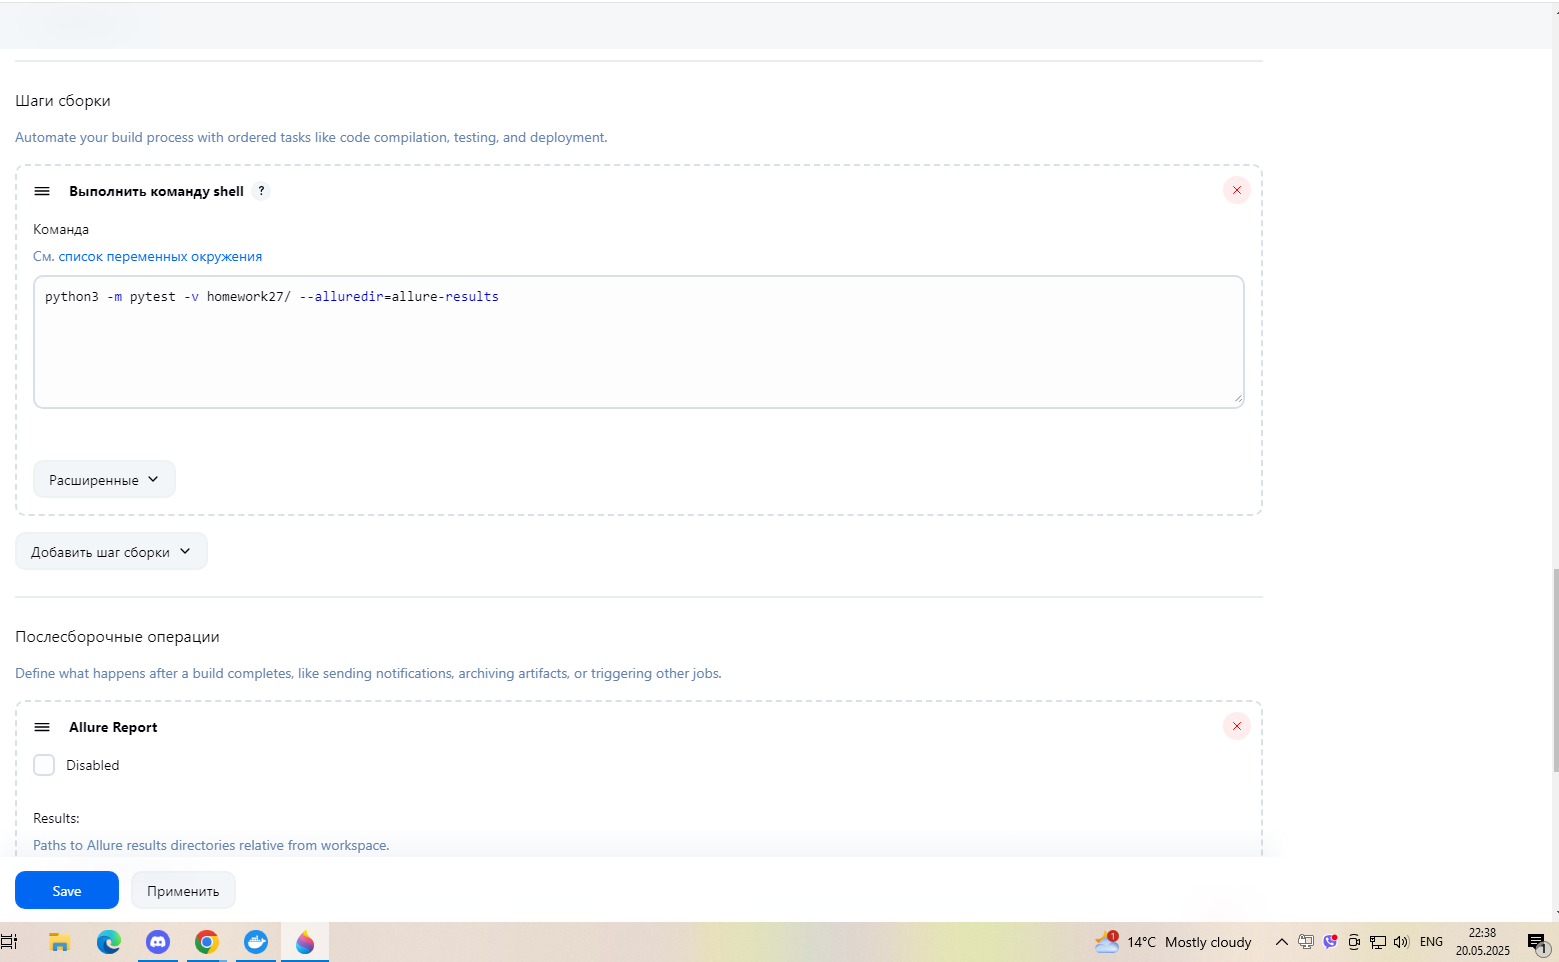 Шаги сборки
Automate your build process with ordered tasks like code compilation, testing, and deployment.
Выполнить команду shell ?
Команда
См. список переменных окружения
python3 -m pytest -v homework27/ --alluredir=allure-results
Расширенные
Добавить шаг сборки
Послесборочные операции
Define what happens after a build completes, like sending notifications, archiving artifacts, or triggering other jobs.
Allure Report
Disabled
Results:
Paths to Allure results directories relative from workspace.
Save Применить
1 14°C Mostly cloudy ENG 22:38
20.05.2025 1